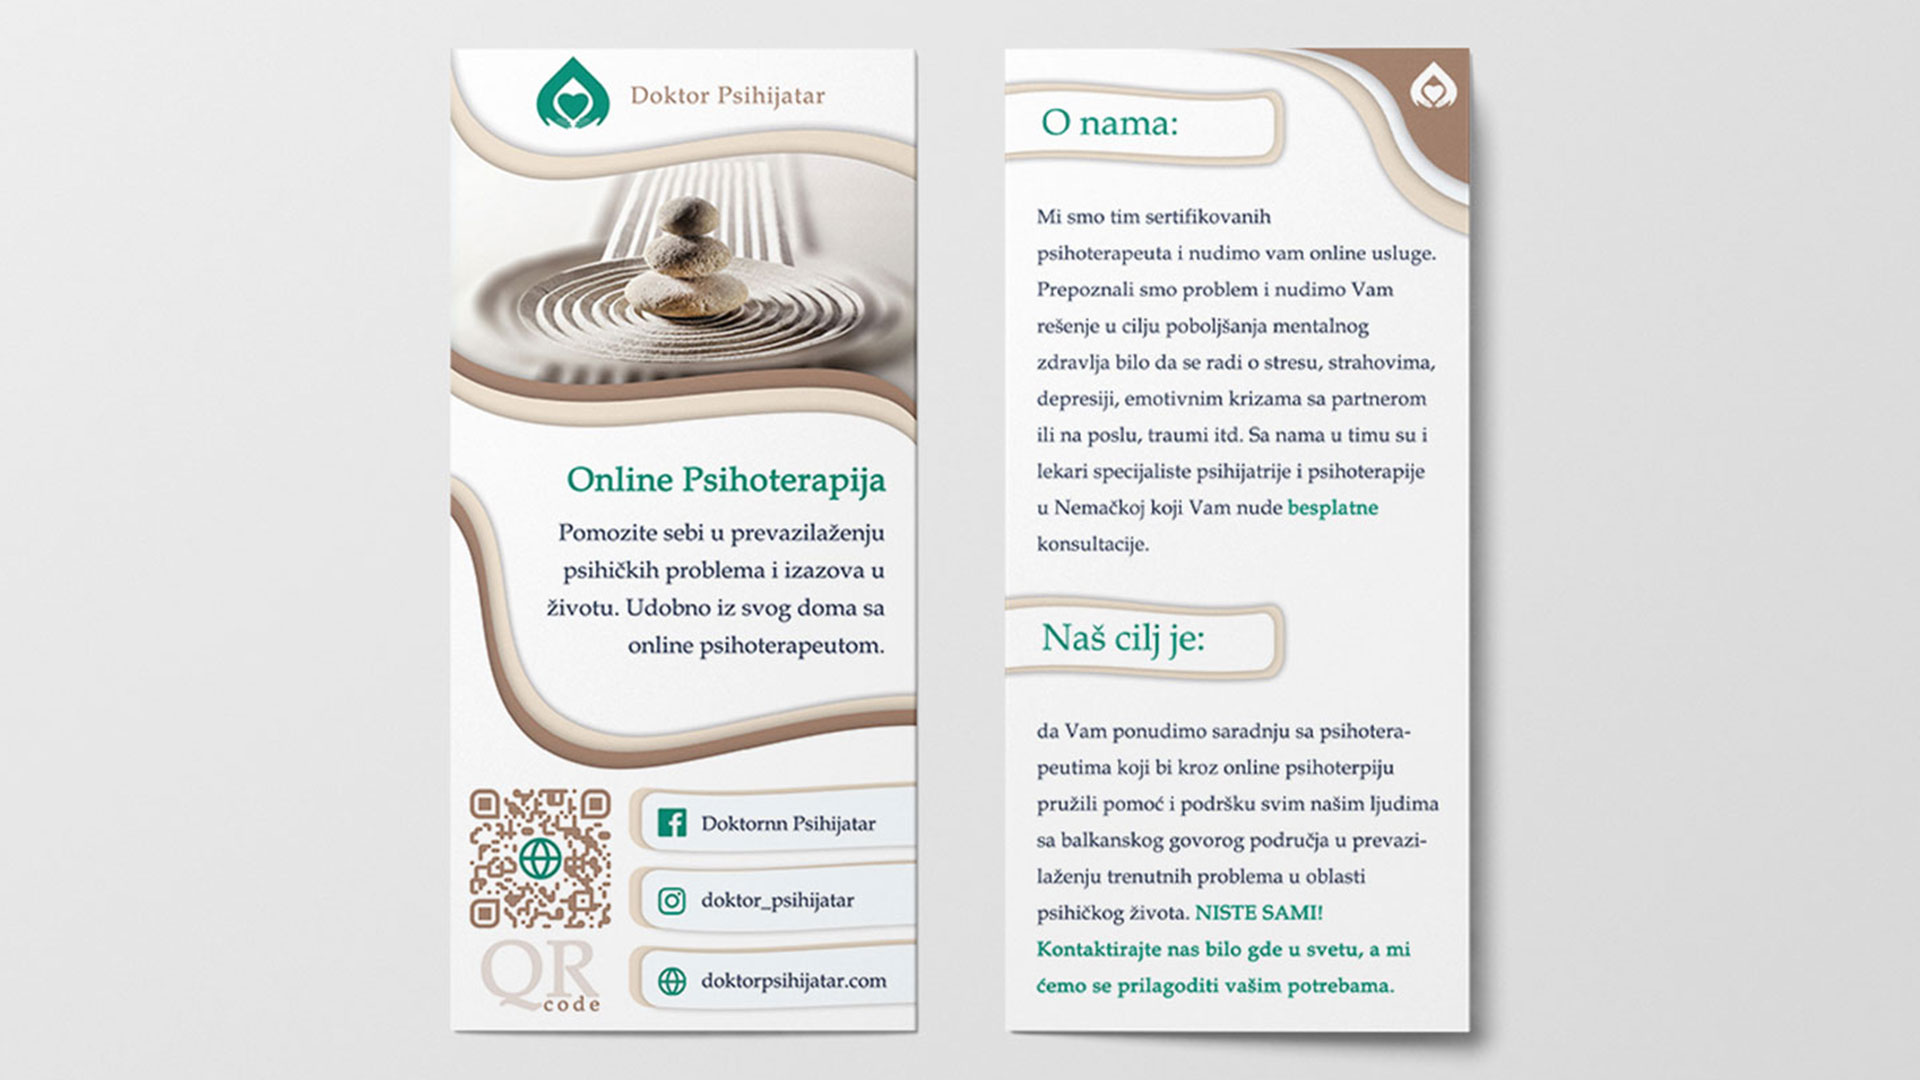 Doktor Psihijatar
Online Psihoterapija
Pomozite sebi u prevazilaženju
psihičkih problema i izazova u
životu. Udobno iz svog doma sa
online psihoterapeutom.
Doktornn Psihijatar
doktor_psihijatar
doktorpsihijatar.com
QR
code
O nama:
Mi smo tim sertifikovanih
psihoterapeuta i nudimo vam online usluge.
Prepoznali smo problem i nudimo Vam
rešenje u cilju poboljšanja mentalnog
zdravlja bilo da se radi o stresu, strahovima,
depresiji, emotivnim krizama sa partnerom
ili na poslu, traumi itd. Sa nama u timu su i
lekari specijaliste psihijatrije i psihoterapije
u Nemačkoj koji Vam nude besplatne
konsultacije.
Naš cilj je:
da Vam ponudimo saradnju sa psihotera-
peutima koji bi kroz online psihoterpiju
pružili pomoć i podršku svim našim ljudima
sa balkanskog govorog područja u prevazi-
laženju trenutnih problema u oblasti
psihičkog života. NISTE SAMI!
Kontaktirajte nas bilo gde u svetu, a mi
ćemo se prilagoditi vašim potrebama.